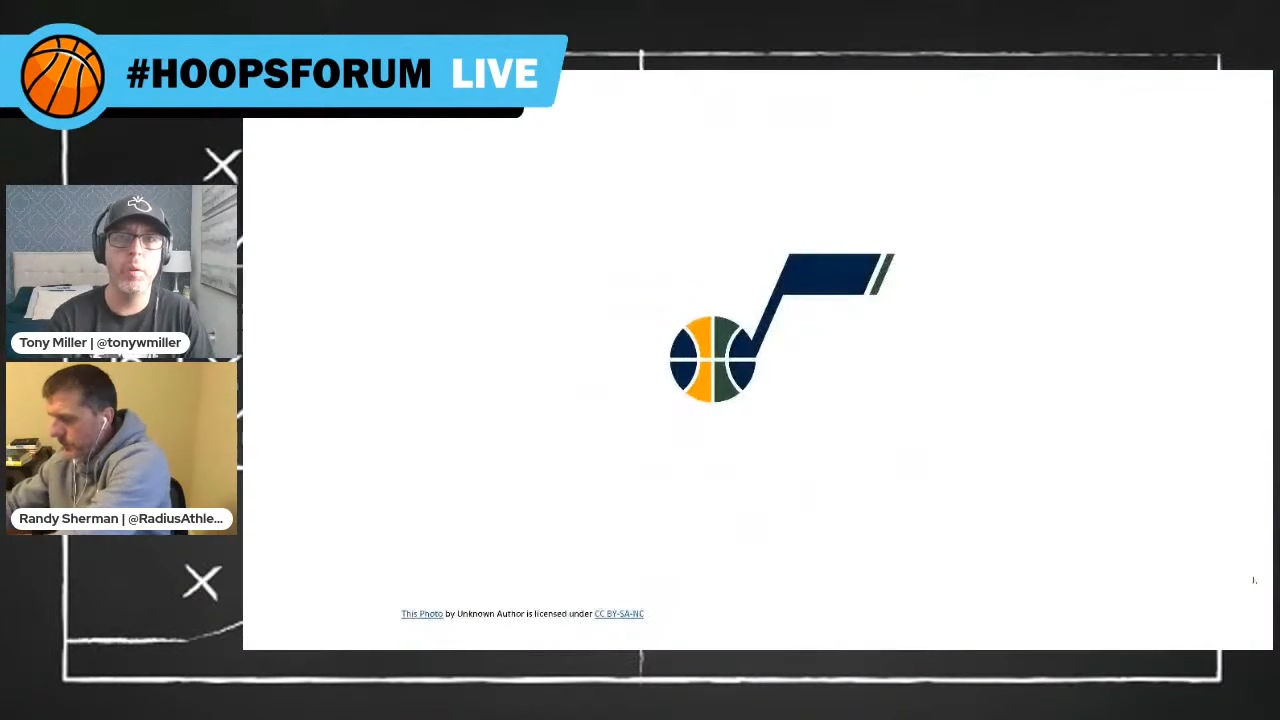 #HOOPSFORUM LIVE
Tony Miller | @tonywmiller
Randy Sherman | @RadiusAthle...
This Photo by Unknown Author is licensed under CC BY-SA-NC